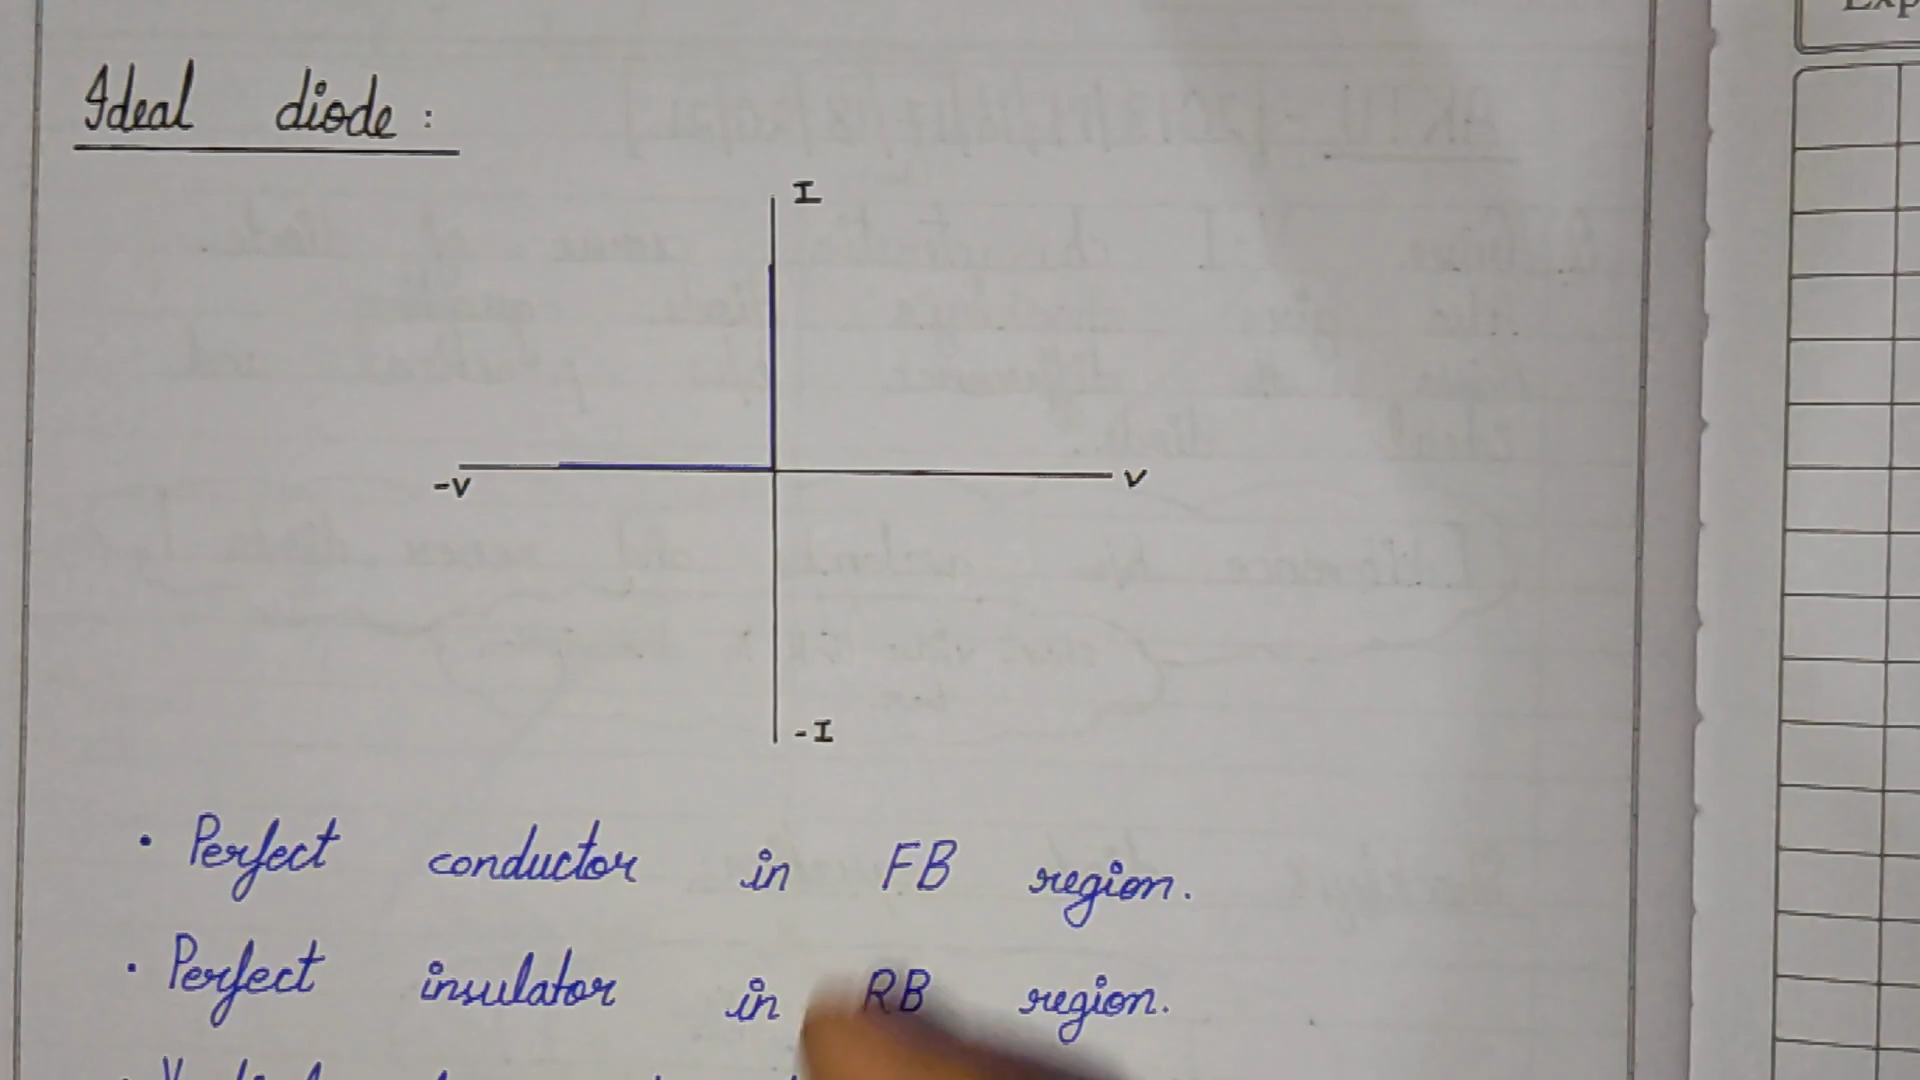 Ideal diode :
I
-V
V
-I
• Perfect conductor in FB region.
• Perfect insulator in RB region.